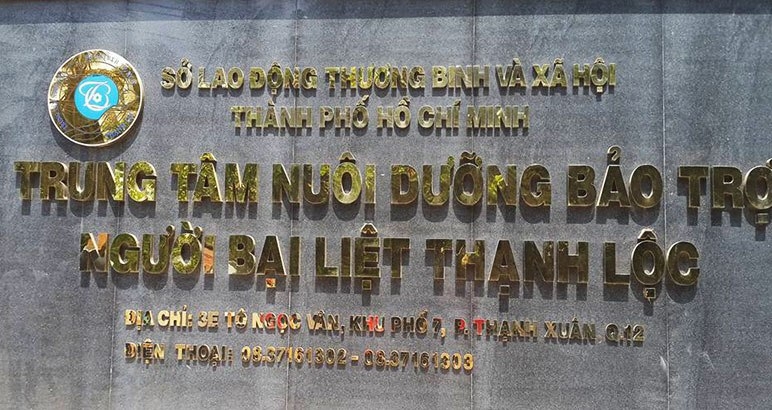 SỞ LAO ĐỘNG THƯƠNG BINH VÀ XÃ HỘI
THÀNH PHỐ HỒ CHÍ MINH
TRUNG TÂM NUÔI DƯỠNG BẢO TRỢ
NGƯỜI BẠI LIỆT THẠNH LỘC
ĐỊA CHỈ: 3E TÔ NGỌC VÂN, KHU PHỐ 7, P. THẠNH XUÂN, Q.12
ĐIỆN THOẠI: 08.37161302 - 08.37161303